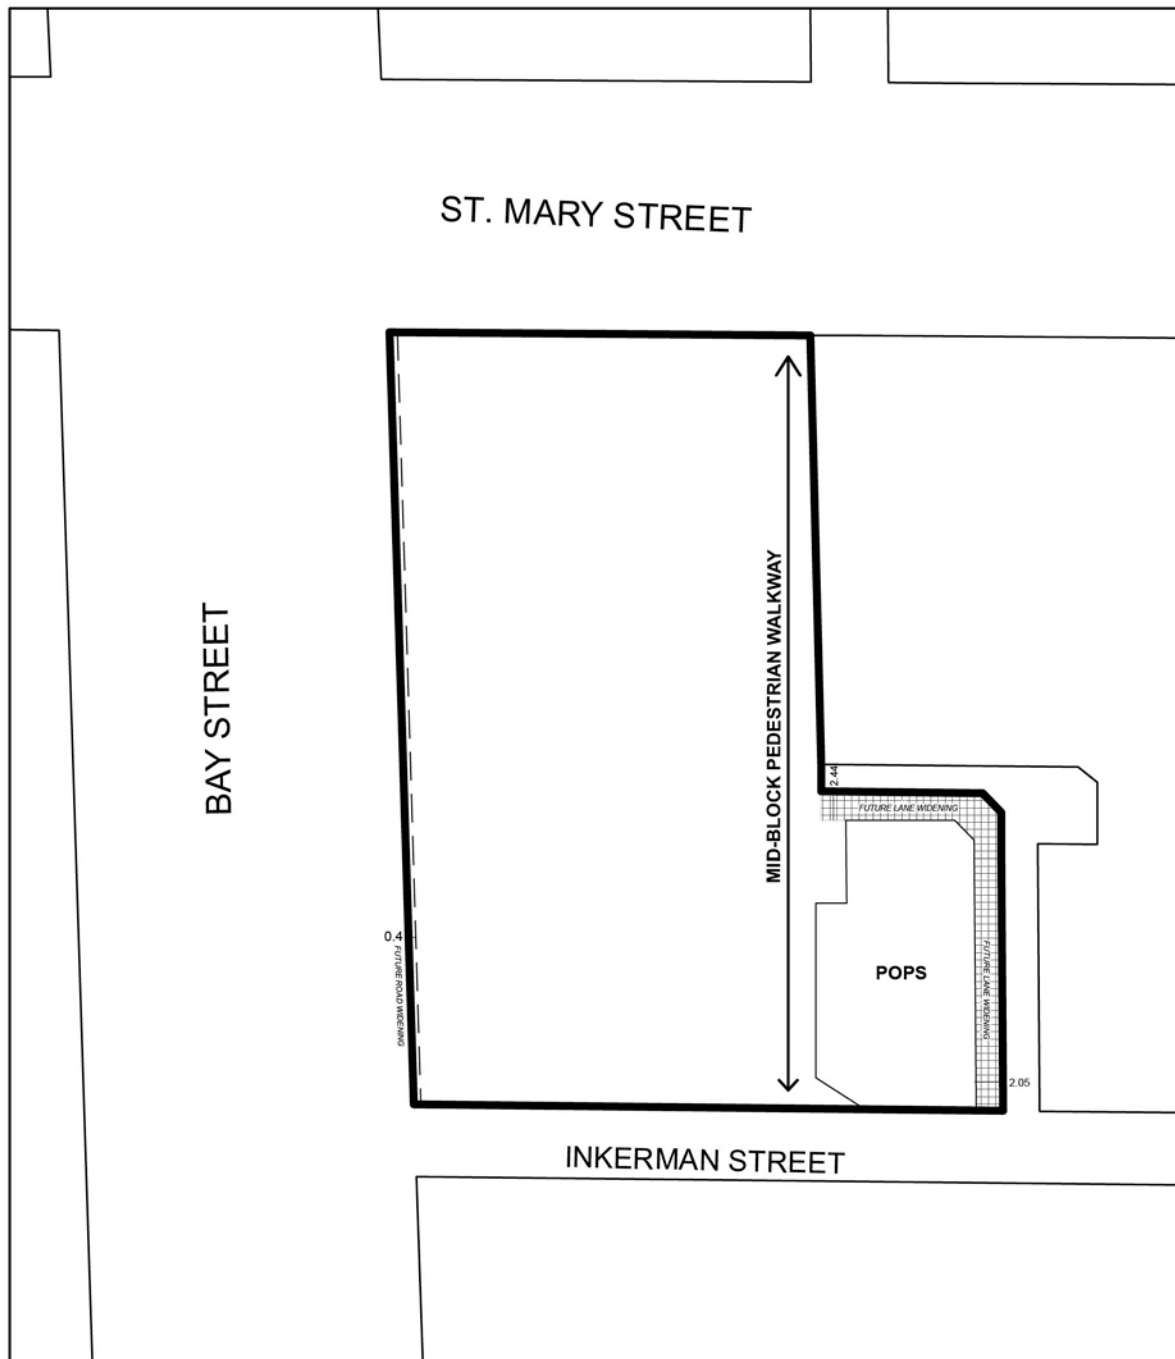 ST. MARY STREET
BAY STREET
MID-BLOCK PEDESTRIAN WALKWAY
2.44
FUTURE LANE WIDENING
0.4
FUTURE ROAD WIDENING
POPS
FUTURE LANE WIDENING
2.05
INKERMAN STREET